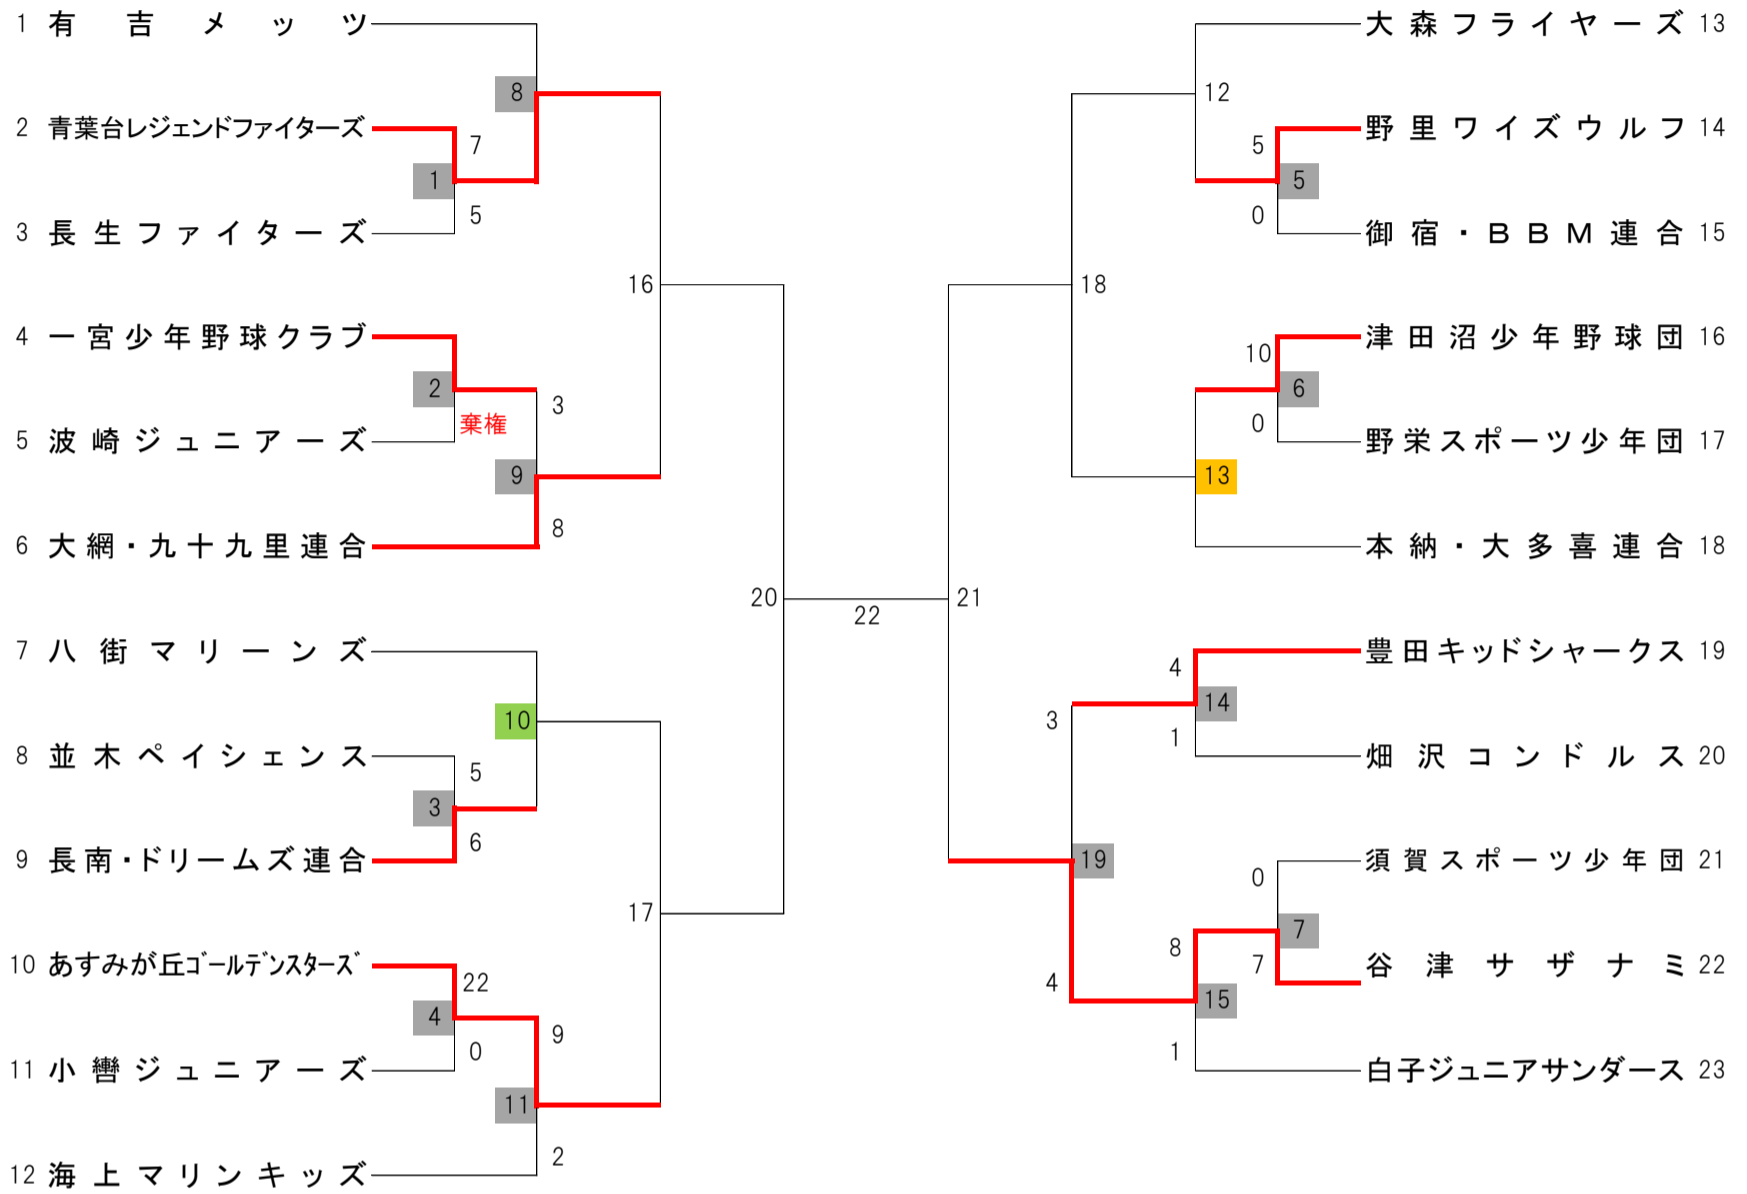 1 有吉メッツ
8
2 青葉台レジェンドファイターズ
7
1
5
3 長生ファイターズ
16
4 一宮少年野球クラブ
2
3
棄権
5 波崎ジュニアーズ
9
8
6 大網・九十九里連合
20
22
7 八街マリーンズ
10
8 並木ペイシェンス
5
3
6
9 長南・ドリームズ連合
17
10 あすみが丘ゴールデンスターズ
22
4
9
0
11 小轡ジュニアーズ
11
2
12 海上マリンキッズ
大森フライヤーズ 13
12
野里ワイズウルフ 14
5
5
0
御宿・BBM連合 15
18
津田沼少年野球団 16
10
6
0
野栄スポーツ少年団 17
13
本納・大多喜連合 18
21
豊田キッドシャークス 19
4
14
3
1
畑沢コンドルス 20
19
須賀スポーツ少年団 21
0
7
8
7
谷津サザナミ 22
4
15
1
白子ジュニアサンダース 23